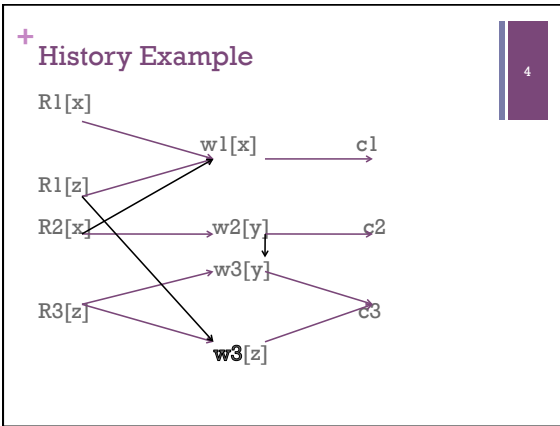 +
History Example
4
R1[x]
w1[x] c1
R1[z]
R2[x] w2[y] c2
w3[y]
R3[z] c3
w3[z]